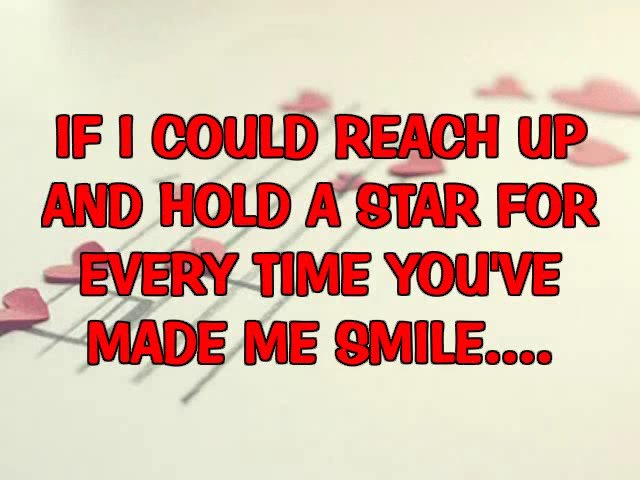 IF I COULD REACH UP
AND HOLD A STAR FOR
EVERY TIME YOU'VE
MADE ME SMILE....